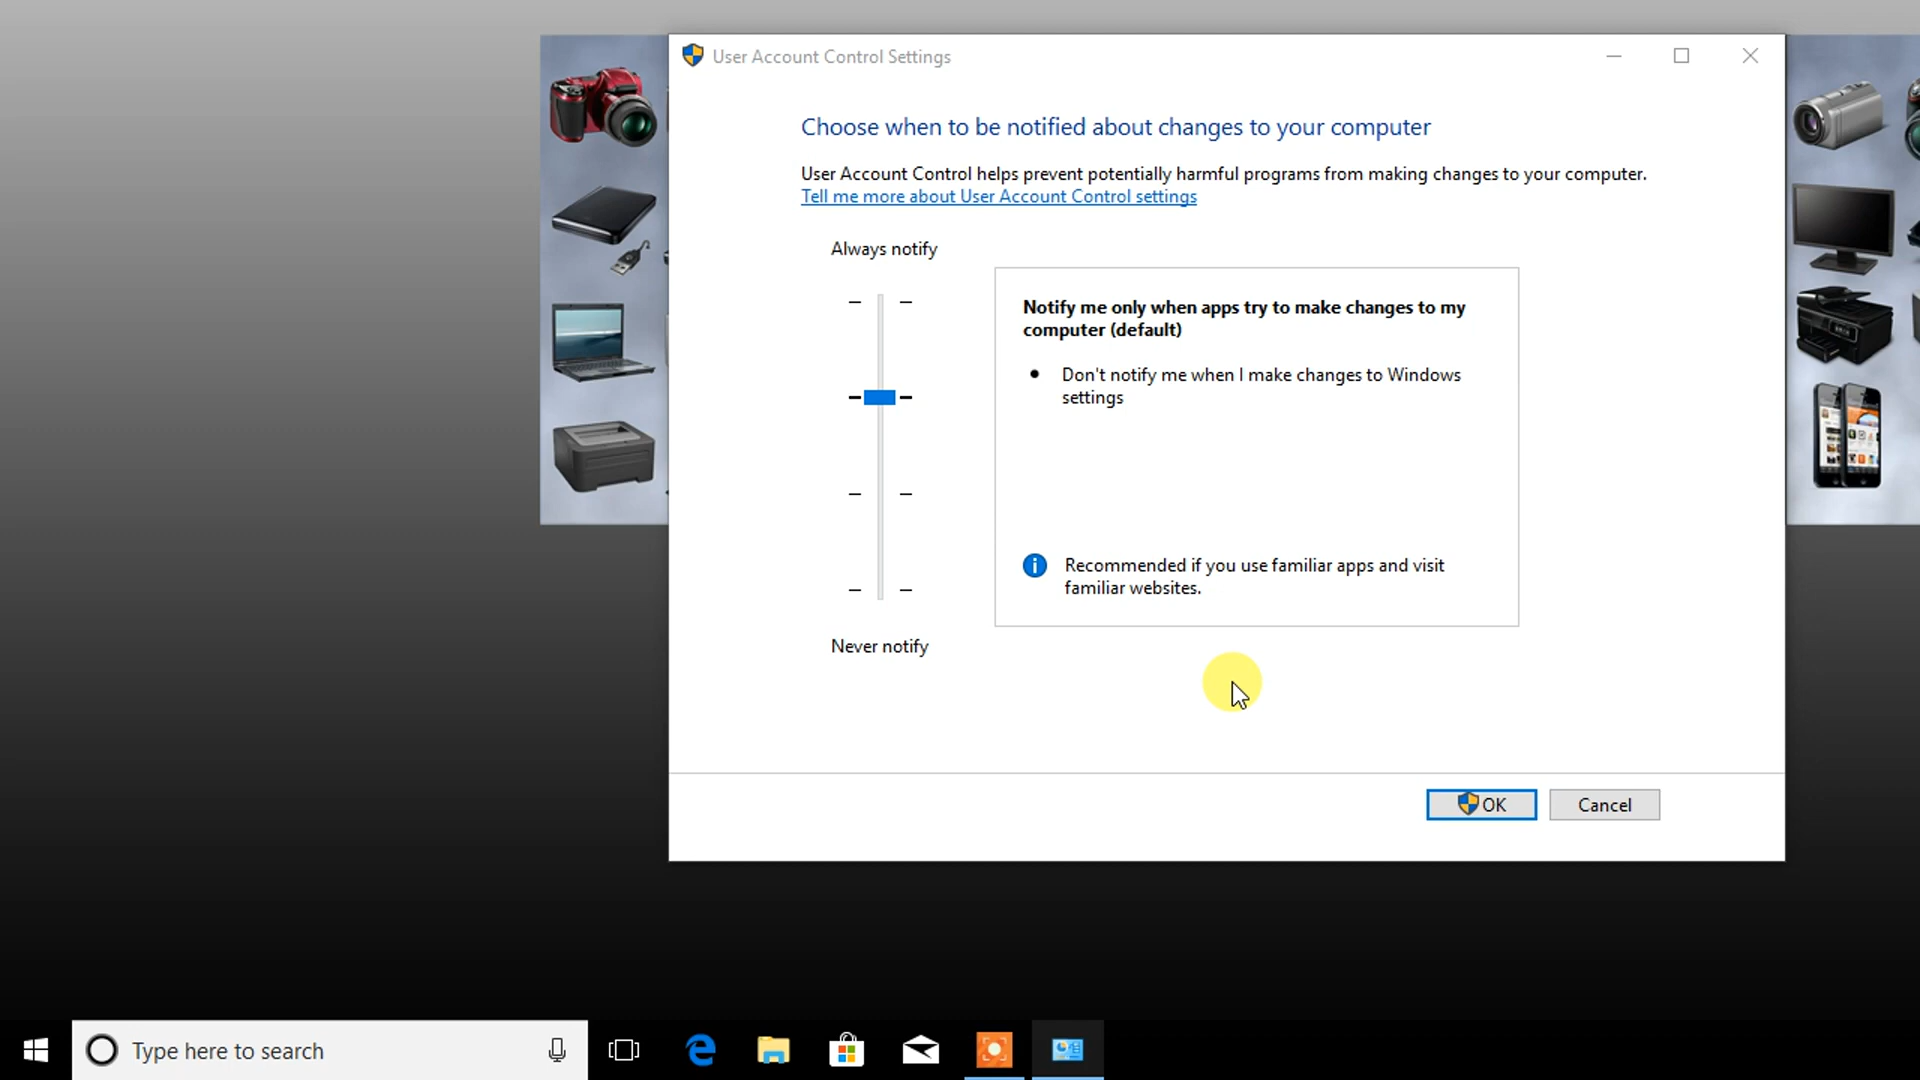 User Account Control Settings
Choose when to be notified about changes to your computer
User Account Control helps prevent potentially harmful programs from making changes to your computer.
Tell me more about User Account Control settings
Always notify
Notify me only when apps try to make changes to my
computer (default)
• Don't notify me when I make changes to Windows
settings
Recommended if you use familiar apps and visit
familiar websites.
Never notify
OK
Cancel
Type here to search